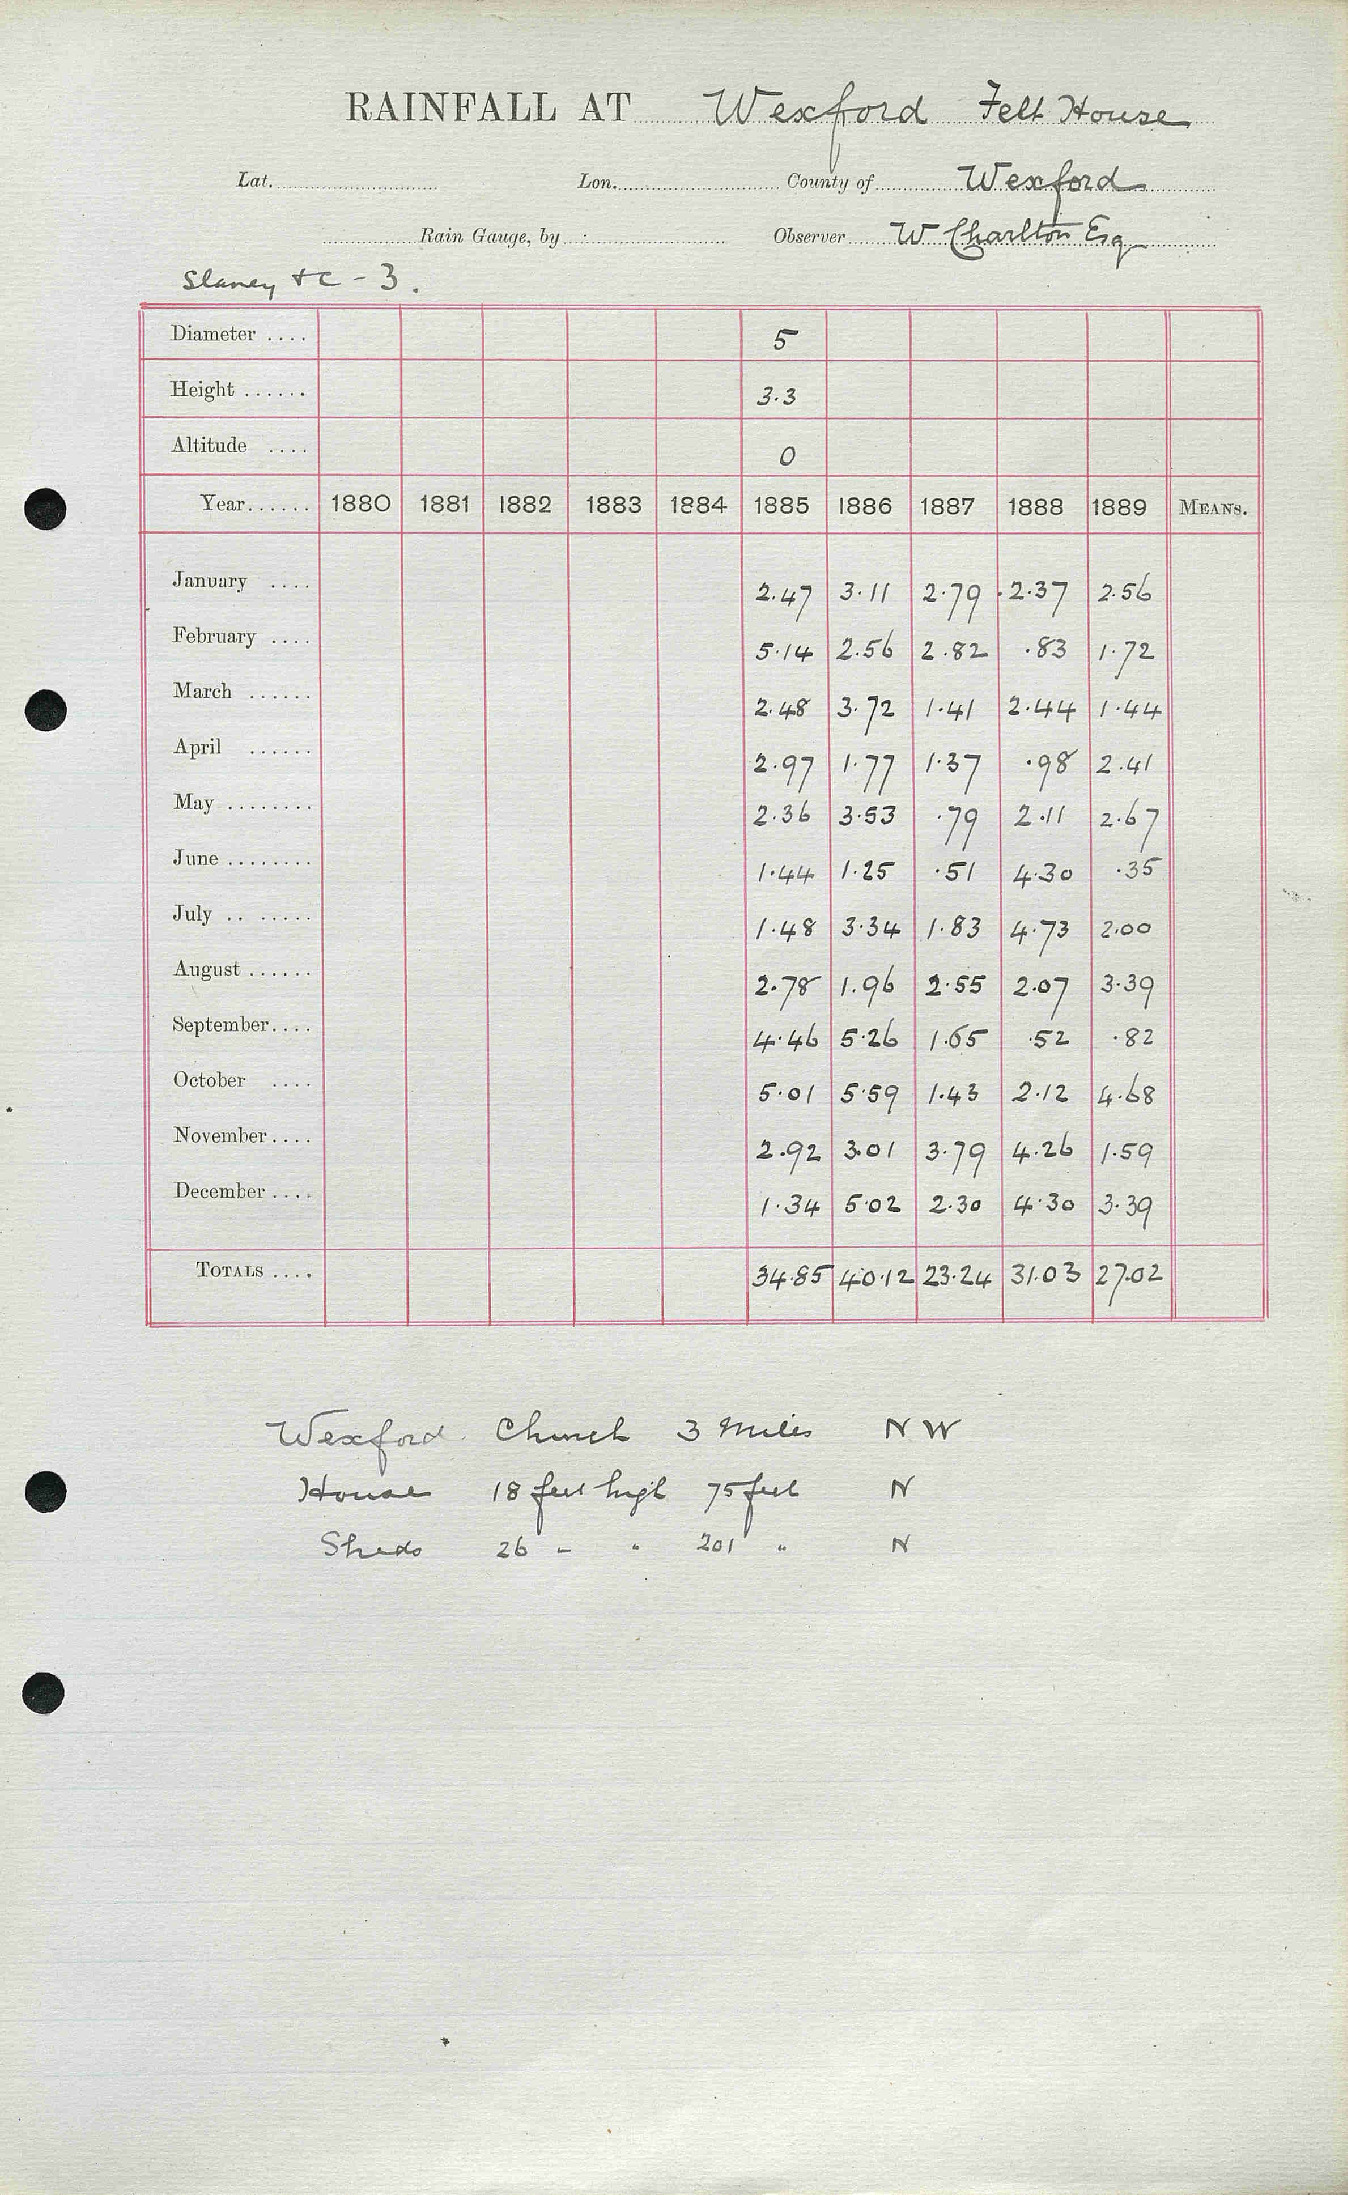 RAINFALL AT Wexford Felt House
Lat. Lon. County of Wexford
Rain Gauge, by Observer W Charlton Esq
Slaney &c - 3.
Diameter .... 5
Height ...... 3.3
Altitude .... 0
Year...... 1880 1881 1882 1883 1884 1885 1886 1887 1888 1889 MEANS.
January .... 2.47 3.11 2.79 2.37 2.56
February .... 5.14 2.56 2.82 .83 1.72
March ...... 2.48 3.72 1.41 2.44 1.44
April ...... 2.97 1.77 1.37 .98 2.41
May ........ 2.36 3.53 .79 2.11 2.67
June ........ 1.44 1.25 .51 4.30 .35
July .. ..... 1.48 3.34 1.83 4.73 2.00
August ...... 2.78 1.96 2.55 2.07 3.39
September.... 4.46 5.26 1.65 .52 .82
October .... 5.01 5.59 1.43 2.12 4.68
November.... 2.92 3.01 3.79 4.26 1.59
December .... 1.34 5.02 2.30 4.30 3.39
TOTALS .... 34.85 40.12 23.24 31.03 27.02
Wexford Church 3 Miles N W
House 18 feet high 75 feet N
Sheds 26 " " 201 " N